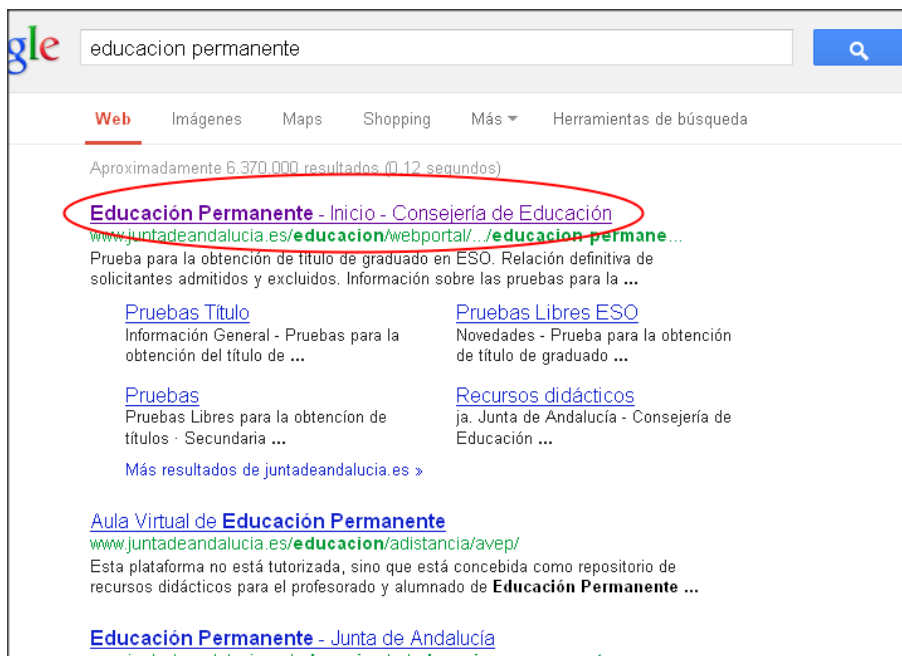 gle
educacion permanente
Web Imágenes Maps Shopping Más Herramientas de búsqueda
Aproximadamente 6.370.000 resultados (0,12 segundos)
Educación Permanente - Inicio - Consejería de Educación
www.juntadeandalucia.es/educacion/webportal/.../educacion-permane...
Prueba para la obtención de título de graduado en ESO. Relación definitiva de
solicitantes admitidos y excluidos. Información sobre las pruebas para la ...
Pruebas Título
Información General - Pruebas para la
obtención del título de ...
Pruebas Libres ESO
Novedades - Prueba para la obtención
de título de graduado ...
Pruebas
Pruebas Libres para la obtencíon de
títulos · Secundaria ...
Recursos didácticos
ja. Junta de Andalucía - Consejería de
Educación ...
Más resultados de juntadeandalucia.es »
Aula Virtual de Educación Permanente
www.juntadeandalucia.es/educacion/adistancia/avep/
Esta plataforma no está tutorizada, sino que está concebida como repositorio de
recursos didácticos para el profesorado y alumnado de Educación Permanente ...
Educación Permanente - Junta de Andalucía